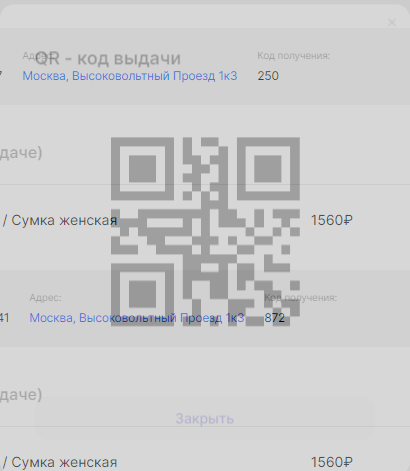 Адрес:
Код получения:
QR - код выдачи
7
Москва, Высоковольтный Проезд 1к3
250
даче)
/ Сумка женская
1560₽
Адрес:
Код получения:
41
Москва, Высоковольтный Проезд 1к3
872
даче)
Закрыть
/ Сумка женская
1560₽